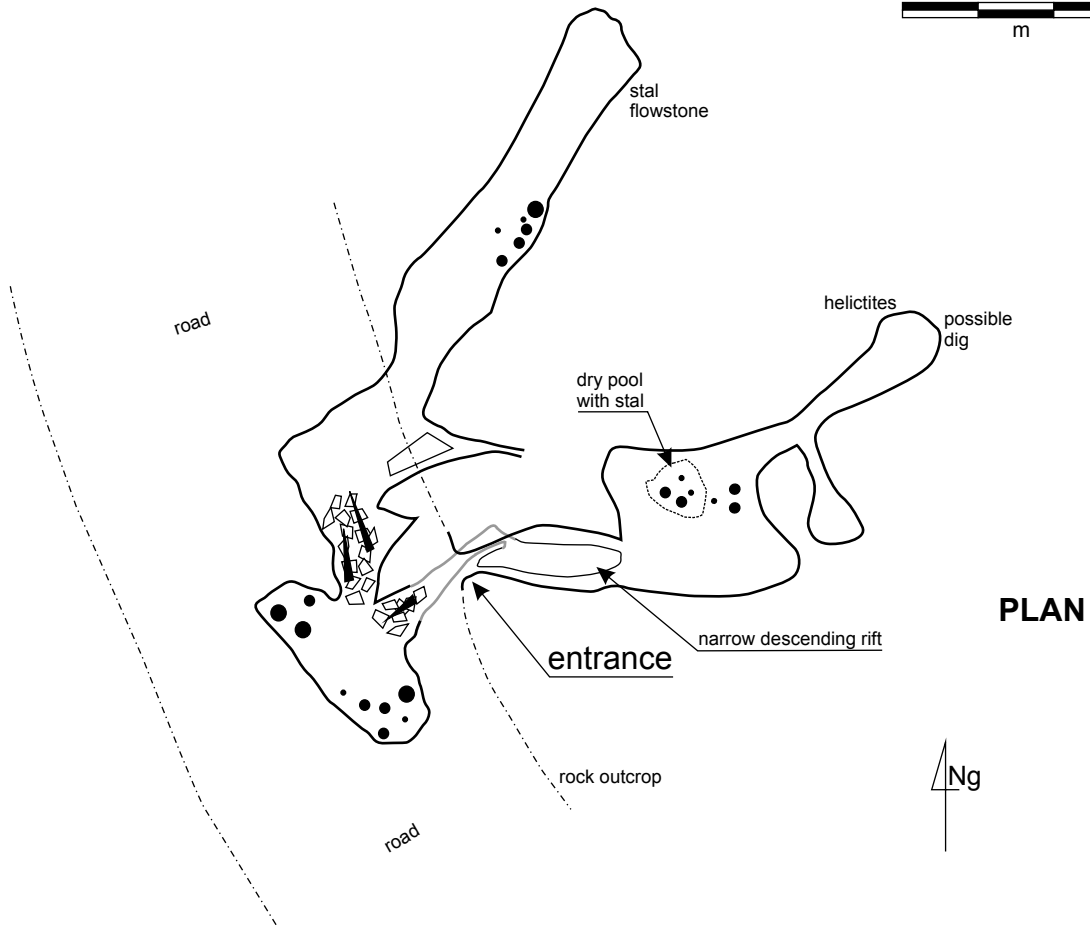 m
stal
flowstone
road
helictites
possible
dig
dry pool
with stal
PLAN
narrow descending rift
entrance
rock outcrop
Ng
road